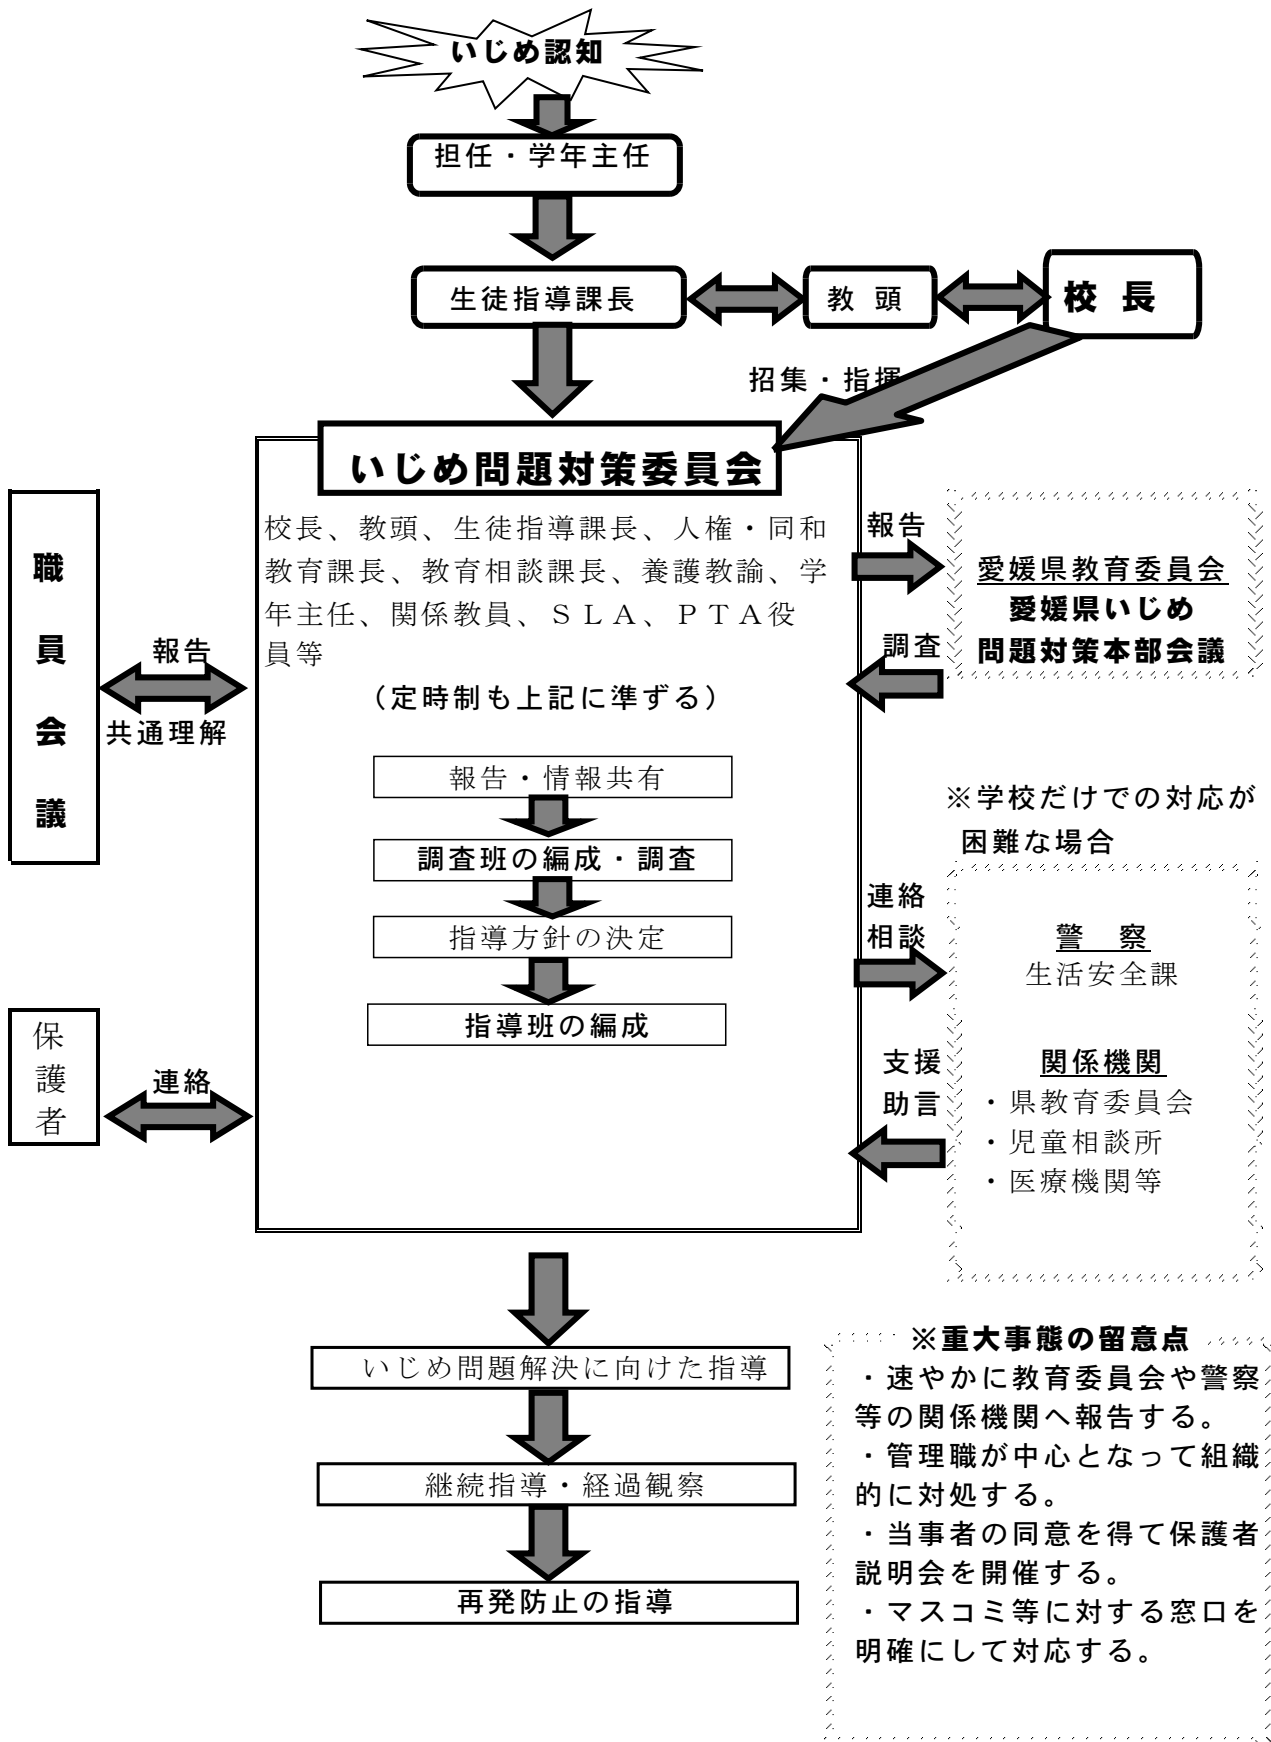 いじめ認知
担任・学年主任
生徒指導課長
教 頭
校 長
招集・指揮
いじめ問題対策委員会
校長、教頭、生徒指導課長、人権・同和
教育課長、教育相談課長、養護教諭、学
年主任、関係教員、ＳＬＡ、ＰＴＡ役
員等
（定時制も上記に準ずる）
報告・情報共有
調査班の編成・調査
指導方針の決定
指導班の編成
職員会議
報告
共通理解
保護者
連絡
報告
調査
愛媛県教育委員会
愛媛県いじめ
問題対策本部会議
※学校だけでの対応が
困難な場合
連絡
相談
支援
助言
警　察
生活安全課
関係機関
・県教育委員会
・児童相談所
・医療機関等
いじめ問題解決に向けた指導
継続指導・経過観察
再発防止の指導
※重大事態の留意点
・速やかに教育委員会や警察
等の関係機関へ報告する。
・管理職が中心となって組織
的に対処する。
・当事者の同意を得て保護者
説明会を開催する。
・マスコミ等に対する窓口を
明確にして対応する。